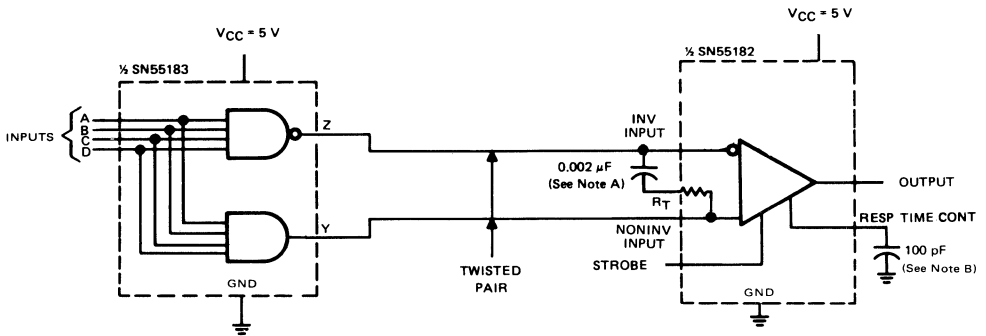 VCC = 5 V
½ SN55183
INPUTS
A
B
C
D
Z
Y
GND
TWISTED
PAIR
VCC = 5 V
½ SN55182
INV
INPUT
0.002 µF
(See Note A)
RT
NONINV
INPUT
STROBE
OUTPUT
RESP TIME CONT
100 pF
(See Note B)
GND